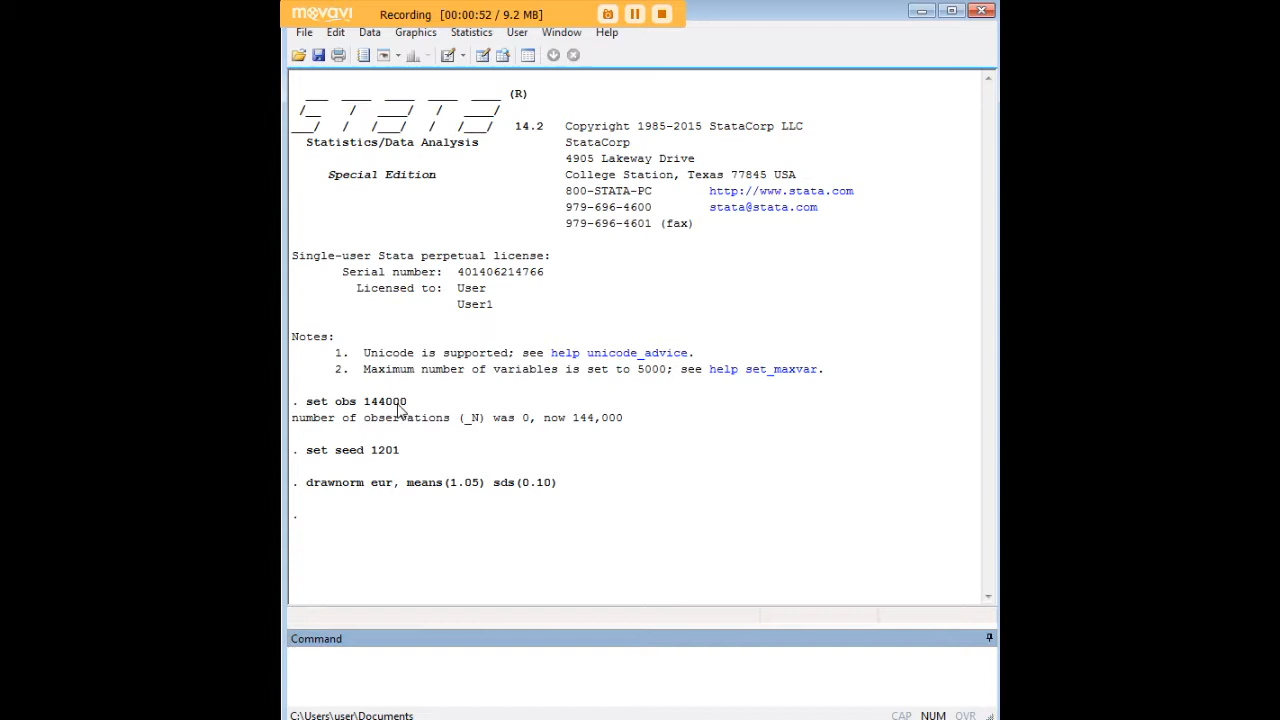 movavi Recording [00:00:52 / 9.2 MB]
File Edit Data Graphics Statistics User Window Help
(R)
STATA 14.2 Copyright 1985-2015 StataCorp LLC
Statistics/Data Analysis StataCorp
4905 Lakeway Drive
Special Edition College Station, Texas 77845 USA
800-STATA-PC http://www.stata.com
979-696-4600 stata@stata.com
979-696-4601 (fax)
Single-user Stata perpetual license:
Serial number: 401406214766
Licensed to: User
User1
Notes:
1. Unicode is supported; see help unicode_advice.
2. Maximum number of variables is set to 5000; see help set_maxvar.
. set obs 144000
number of observations (_N) was 0, now 144,000
. set seed 1201
. drawnorm eur, means(1.05) sds(0.10)
.
Command
C:\Users\user\Documents CAP NUM OVR